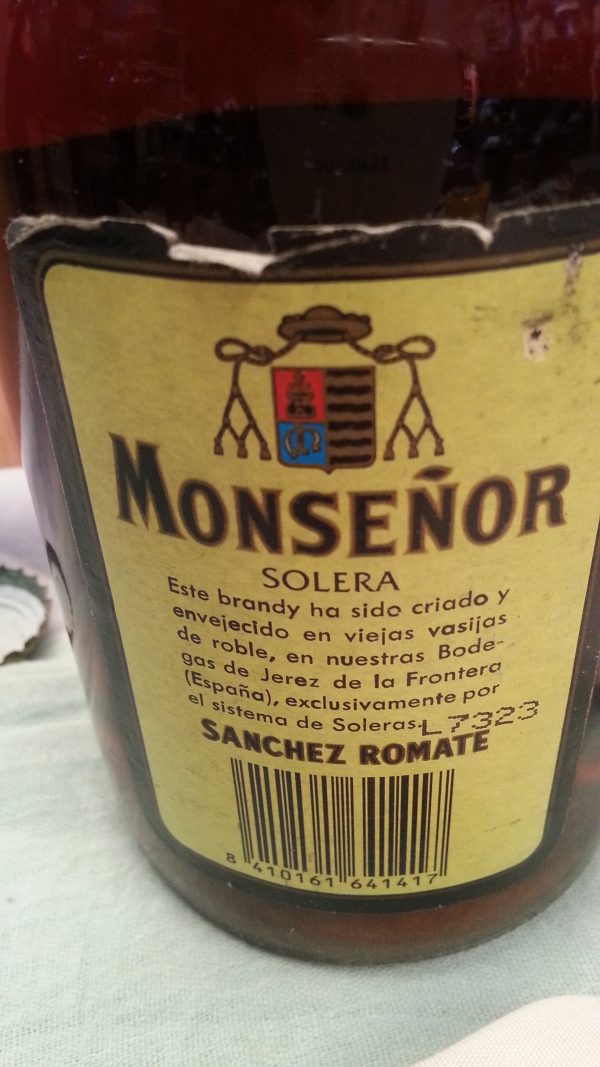 MONSEÑOR
SOLERA
Este brandy ha sido criado y
envejecido en viejas vasijas
de roble, en nuestras Bode-
gas de Jerez de la Frontera
(España), exclusivamente por
el sistema de Soleras.
L 7323
SANCHEZ ROMATE
8 410161 641417